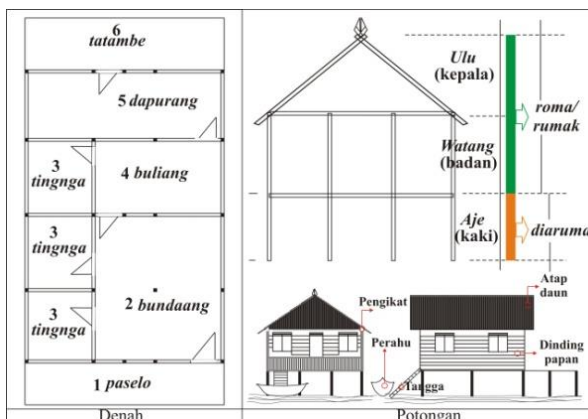 6
tatambe
5 dapurang
3
tingnga
4 buliang
3
tingnga
3
tingnga
2 bundaang
1 paselo
Denah
Ulu
(kepala)
roma/
rumak
Watang
(badan)
Aje
(kaki)
diaruma
Atap
daun
Pengikat
Perahu
Dinding
papan
Tangga
Potongan